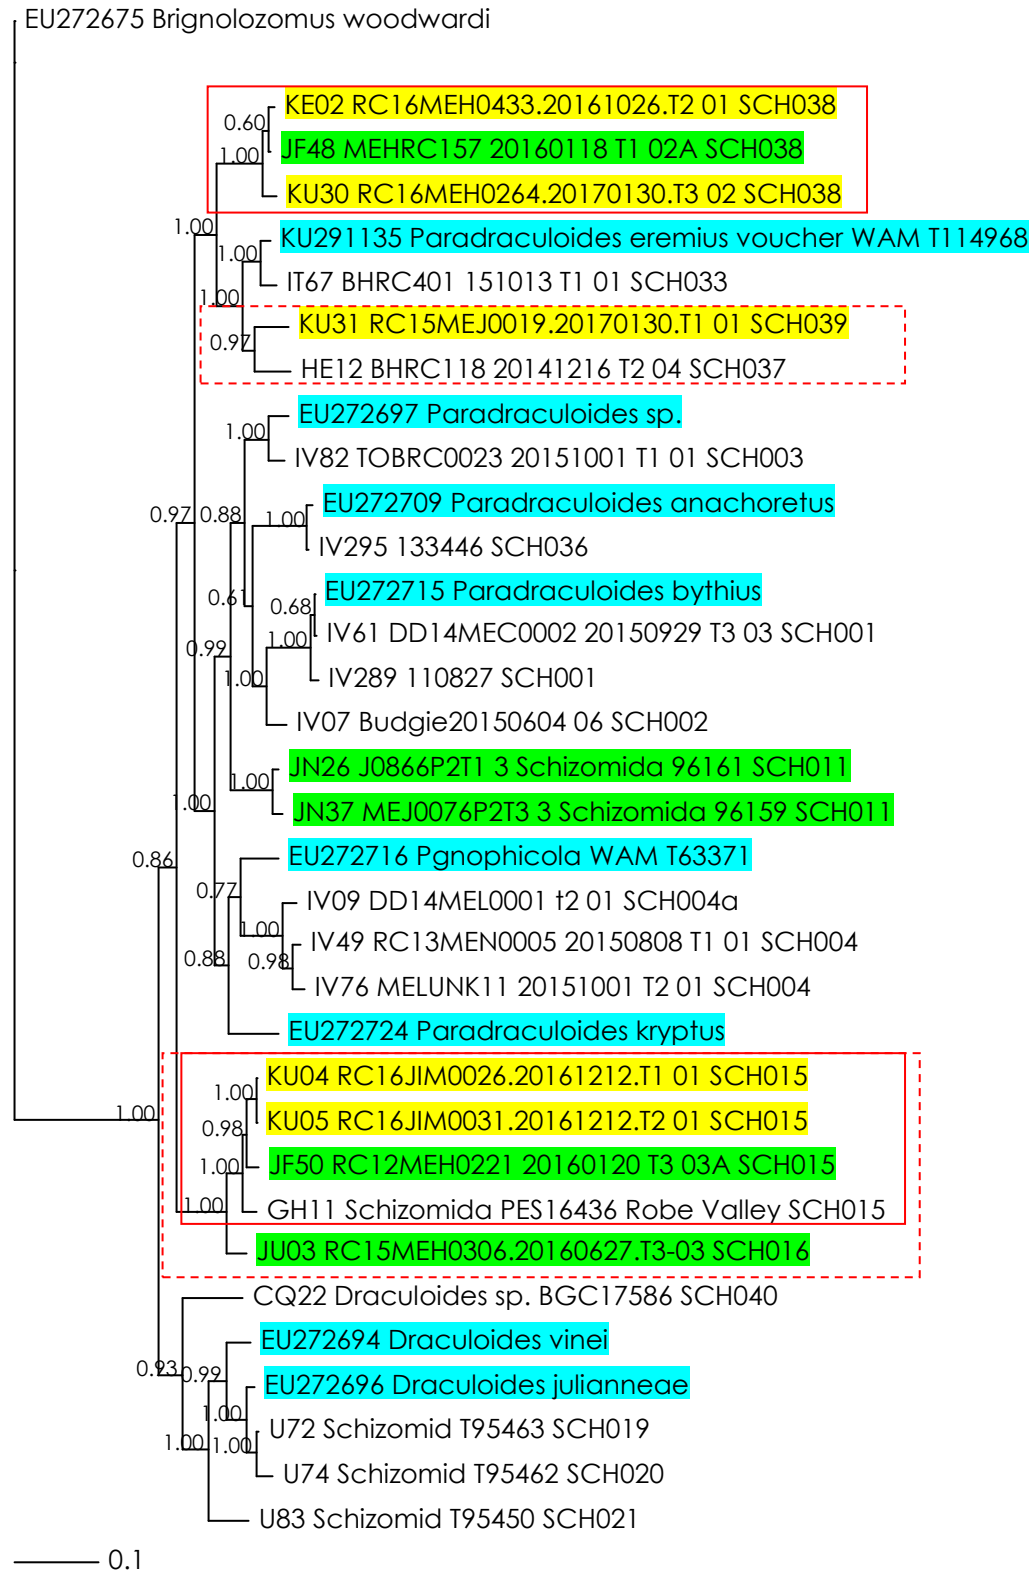 EU272675 Brignolozomus woodwardi
KE02 RC16MEH0433.20161026.T2 01 SCH038
0.60
JF48 MEHRC157 20160118 T1 02A SCH038
1.00
KU30 RC16MEH0264.20170130.T3 02 SCH038
1.00
KU291135 Paradraculoides eremius voucher WAM T114968
1.00
IT67 BHRC401 151013 T1 01 SCH033
1.00
KU31 RC15MEJ0019.20170130.T1 01 SCH039
0.97
HE12 BHRC118 20141216 T2 04 SCH037
EU272697 Paradraculoides sp.
1.00
IV82 TOBRC0023 20151001 T1 01 SCH003
EU272709 Paradraculoides anachoretus
0.97
0.88
1.00
IV295 133446 SCH036
EU272715 Paradraculoides bythius
0.61
0.68
IV61 DD14MEC0002 20150929 T3 03 SCH001
0.99
1.00
IV289 110827 SCH001
1.00
IV07 Budgie20150604 06 SCH002
JN26 J0866P2T1 3 Schizomida 96161 SCH011
1.00
JN37 MEJ0076P2T3 3 Schizomida 96159 SCH011
1.00
EU272716 Pgnophicola WAM T63371
0.86
0.77
IV09 DD14MEL0001 t2 01 SCH004a
1.00
IV49 RC13MEN0005 20150808 T1 01 SCH004
0.88
0.98
IV76 MELUNK11 20151001 T2 01 SCH004
EU272724 Paradraculoides kryptus
KU04 RC16JIM0026.20161212.T1 01 SCH015
1.00
1.00
KU05 RC16JIM0031.20161212.T2 01 SCH015
0.98
JF50 RC12MEH0221 20160120 T3 03A SCH015
1.00
1.00
GH11 Schizomida PES16436 Robe Valley SCH015
JU03 RC15MEH0306.20160627.T3-03 SCH016
CQ22 Draculoides sp. BGC17586 SCH040
EU272694 Draculoides vinei
0.93
0.99
EU272696 Draculoides julianneae
1.00
U72 Schizomid T95463 SCH019
1.00
1.00
U74 Schizomid T95462 SCH020
U83 Schizomid T95450 SCH021
0.1